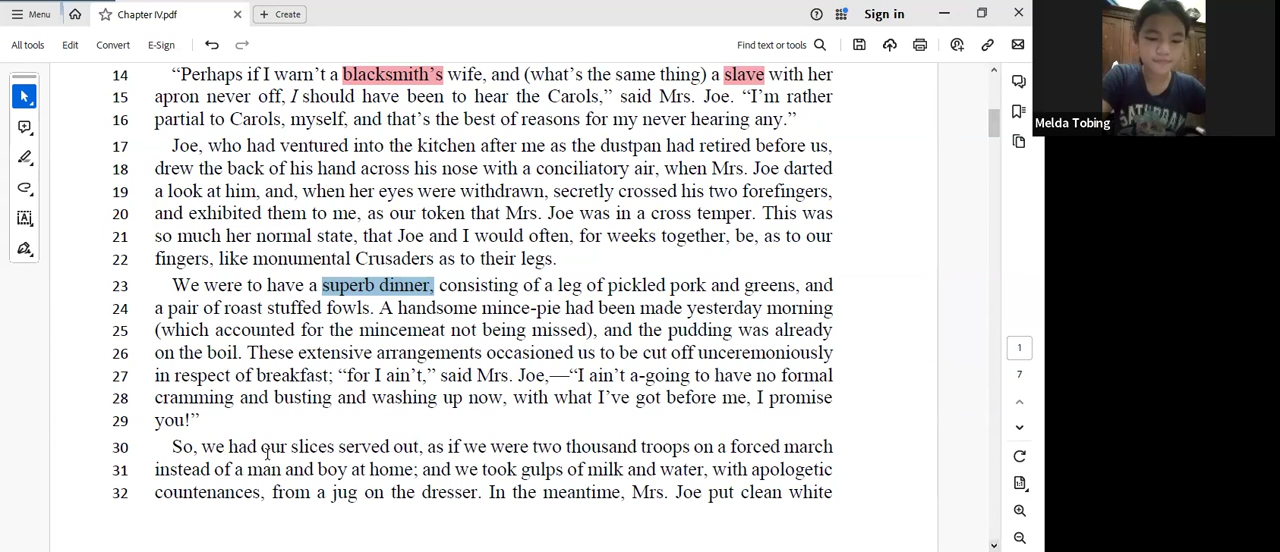 Menu
Chapter IV.pdf
Create
Sign in
All tools
Edit
Convert
E-Sign
Find text or tools
14 “Perhaps if I warn’t a blacksmith’s wife, and (what’s the same thing) a slave with her
15 apron never off, I should have been to hear the Carols,” said Mrs. Joe. “I’m rather
16 partial to Carols, myself, and that’s the best of reasons for my never hearing any.”
17 Joe, who had ventured into the kitchen after me as the dustpan had retired before us,
18 drew the back of his hand across his nose with a conciliatory air, when Mrs. Joe darted
19 a look at him, and, when her eyes were withdrawn, secretly crossed his two forefingers,
20 and exhibited them to me, as our token that Mrs. Joe was in a cross temper. This was
21 so much her normal state, that Joe and I would often, for weeks together, be, as to our
22 fingers, like monumental Crusaders as to their legs.
23 We were to have a superb dinner, consisting of a leg of pickled pork and greens, and
24 a pair of roast stuffed fowls. A handsome mince-pie had been made yesterday morning
25 (which accounted for the mincemeat not being missed), and the pudding was already
26 on the boil. These extensive arrangements occasioned us to be cut off unceremoniously
27 in respect of breakfast; “for I ain’t,” said Mrs. Joe,—“I ain’t a-going to have no formal
28 cramming and busting and washing up now, with what I’ve got before me, I promise
29 you!”
30 So, we had our slices served out, as if we were two thousand troops on a forced march
31 instead of a man and boy at home; and we took gulps of milk and water, with apologetic
32 countenances, from a jug on the dresser. In the meantime, Mrs. Joe put clean white
1
7
SATURDAY
Melda Tobing